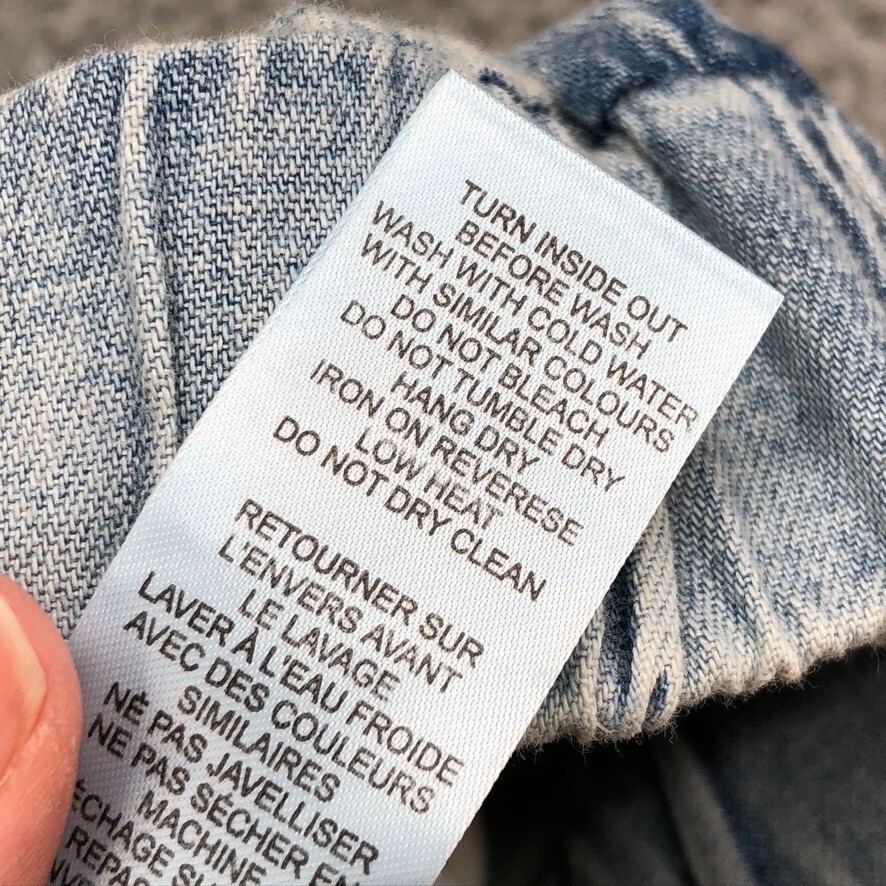 TURN INSIDE OUT
BEFORE WASH
WASH WITH COLD WATER
WITH SIMILAR COLOURS
DO NOT BLEACH
DO NOT TUMBLE DRY
HANG DRY
IRON ON REVERESE
LOW HEAT
DO NOT DRY CLEAN
RETOURNER SUR
L'ENVERS AVANT
LE LAVAGE
LAVER À L'EAU FROIDE
AVEC DES COULEURS
SIMILAIRES
NE PAS JAVELLISER
NE PAS SÉCHER EN
MACHINE